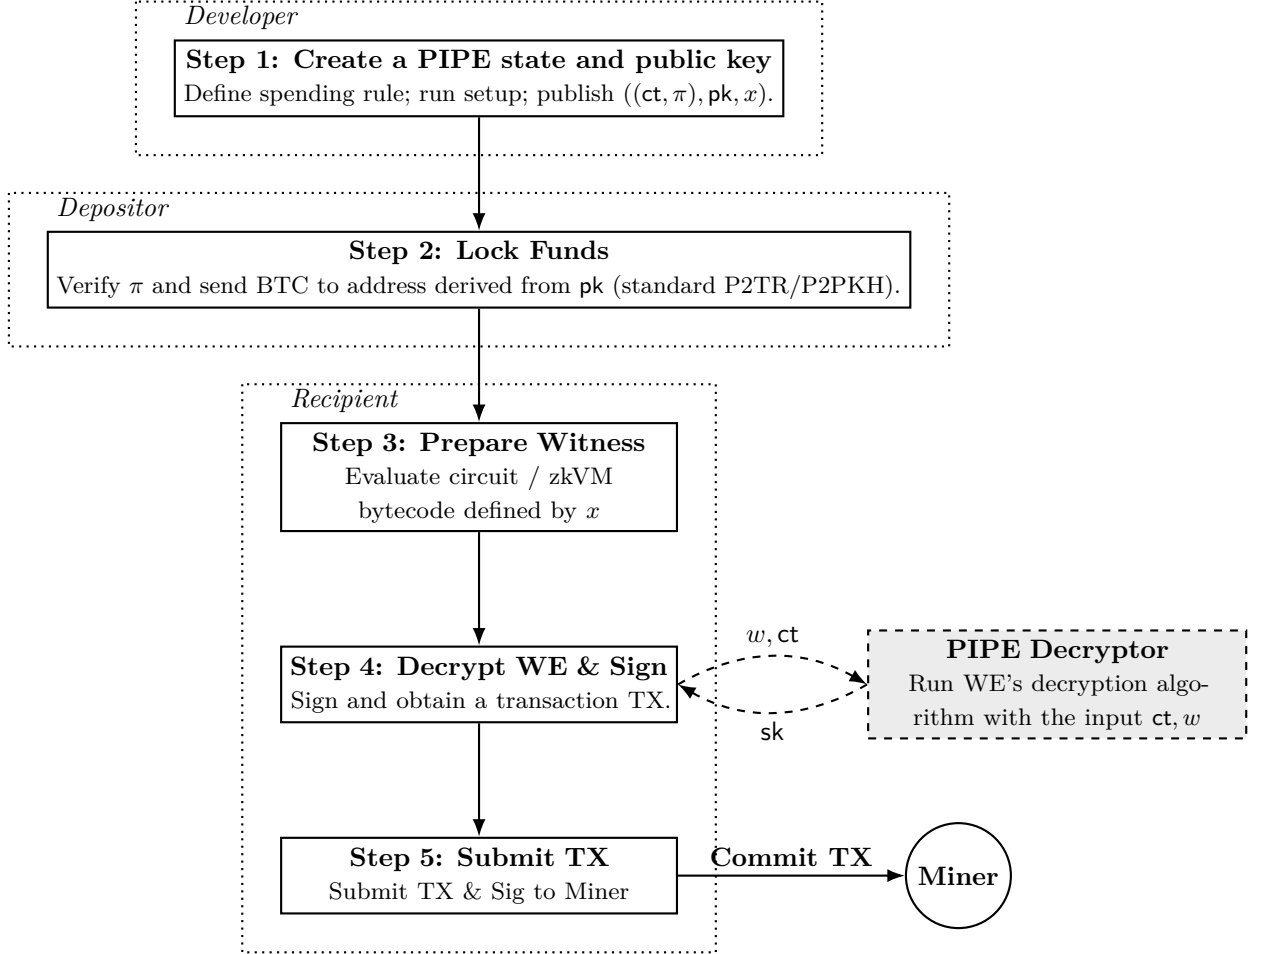 Developer
Step 1: Create a PIPE state and public key
Define spending rule; run setup; publish ((ct, π), pk, x).
Depositor
Step 2: Lock Funds
Verify π and send BTC to address derived from pk (standard P2TR/P2PKH).
Recipient
Step 3: Prepare Witness
Evaluate circuit / zkVM
bytecode defined by x
Step 4: Decrypt WE & Sign
Sign and obtain a transaction TX.
w, ct
sk
PIPE Decryptor
Run WE's decryption algo-
rithm with the input ct, w
Step 5: Submit TX
Submit TX & Sig to Miner
Commit TX
Miner